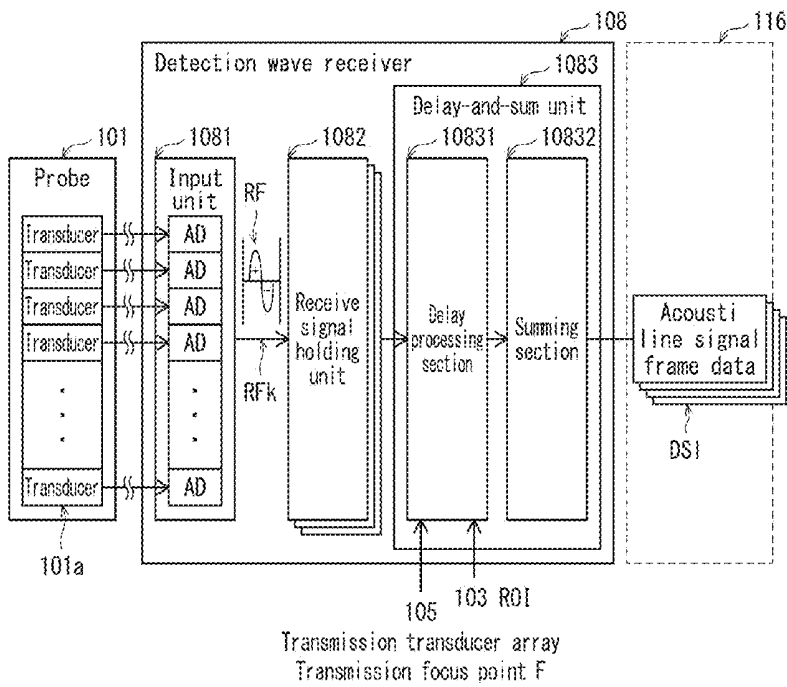 108
116
Detection wave receiver
1083
Delay-and-sum unit
101
1081
1082
10831
10832
Probe
Input
unit
RF
Transducer
AD
Transducer
AD
Transducer
AD
Transducer
AD
Receive
signal
holding
unit
Delay
processing
section
Summing
section
Acousti
line signal
frame data
RFk
DSI
Transducer
AD
101a
105
103 ROI
Transmission transducer array
Transmission focus point F